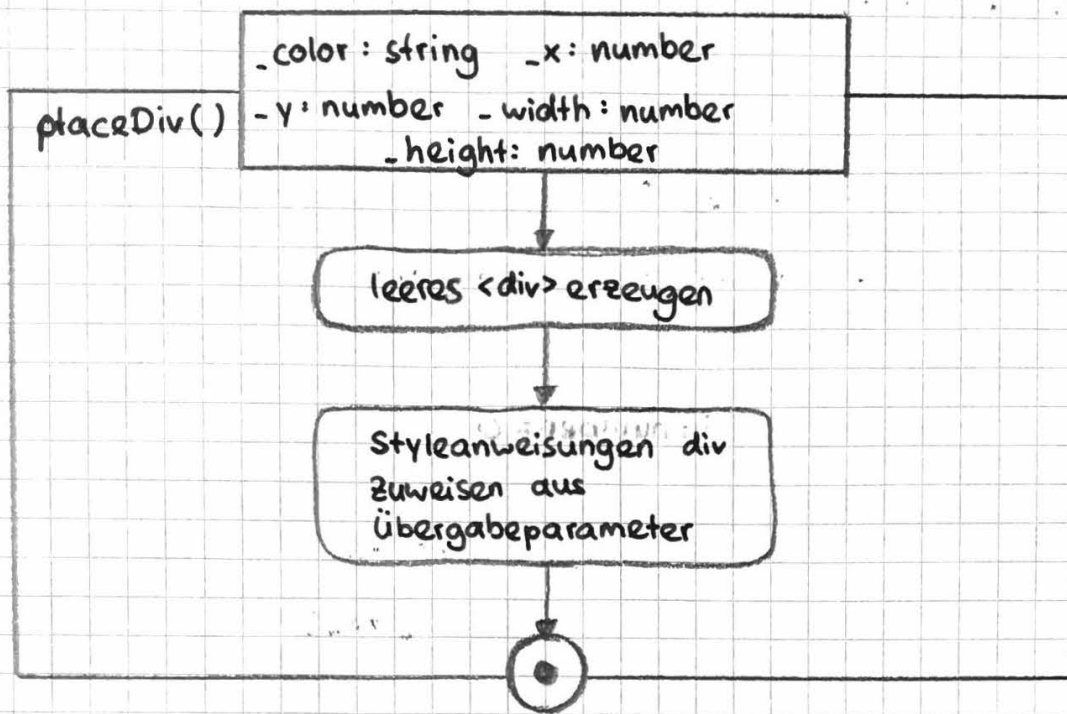 _color: string _x: number
placeDiv()
_y: number _width: number
_height: number
leeres <div> erzeugen
Styleanweisungen div
zuweisen aus
Übergabeparameter